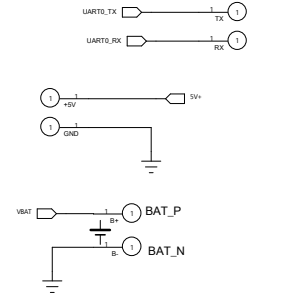 UART0_TX 1 TX 1
UART0_RX 1 RX 1
1 +5V 1 5V+
1 GND 1
VBAT 1 B+ 1 BAT_P
1 B- 1 BAT_N